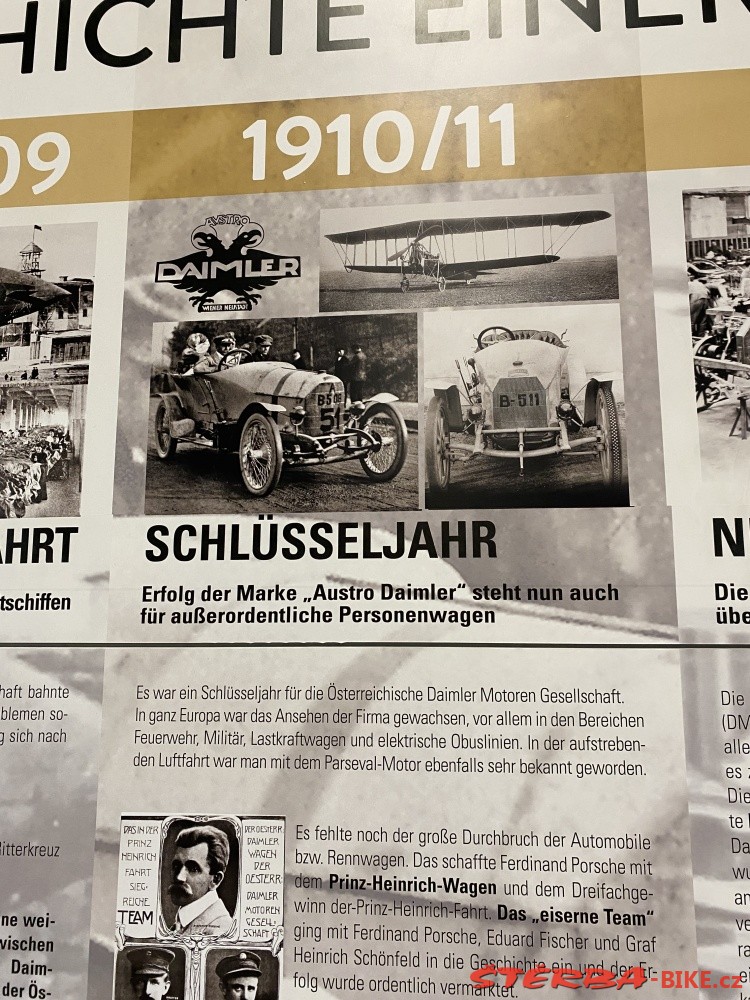 HICHTE EINER
09
1910/11
AUSTRO
DAIMLER
WIENER NEUSTADT
B 506
51
B-511
AHRT
SCHLÜSSELJAHR
tschiffen
Erfolg der Marke „Austro Daimler“ steht nun auch
für außerordentliche Personenwagen
Die
übe
haft bahnte
blemen so-
g sich nach
Es war ein Schlüsseljahr für die Österreichische Daimler Motoren Gesellschaft.
In ganz Europa war das Ansehen der Firma gewachsen, vor allem in den Bereichen
Feuerwehr, Militär, Lastkraftwagen und elektrische Obuslinien. In der aufstreben-
den Luftfahrt war man mit dem Parseval-Motor ebenfalls sehr bekannt geworden.
Die
(DM
alle
es z
Die
te
Da
wu
an
ve
ra
ei
Ritterkreuz
ne wei-
wischen
Daim-
der Ös-
DAS IN DER
PRINZ
HEINRICH
FAHRT
SIEG-
REICHE
TEAM
DER OESTERR.
DAIMLER
WAGEN
DER
OESTERR.
DAIMLER
MOTOREN
GESELL-
SCHAFT
Es fehlte noch der große Durchbruch der Automobile
bzw. Rennwagen. Das schaffte Ferdinand Porsche mit
dem Prinz-Heinrich-Wagen und dem Dreifachge-
winn der-Prinz-Heinrich-Fahrt. Das „eiserne Team“
ging mit Ferdinand Porsche, Eduard Fischer und Graf
Heinrich Schönfeld in die Geschichte ein und der Er-
folg wurde ordentlich vermarktet.
STERBA-BIKE.cz